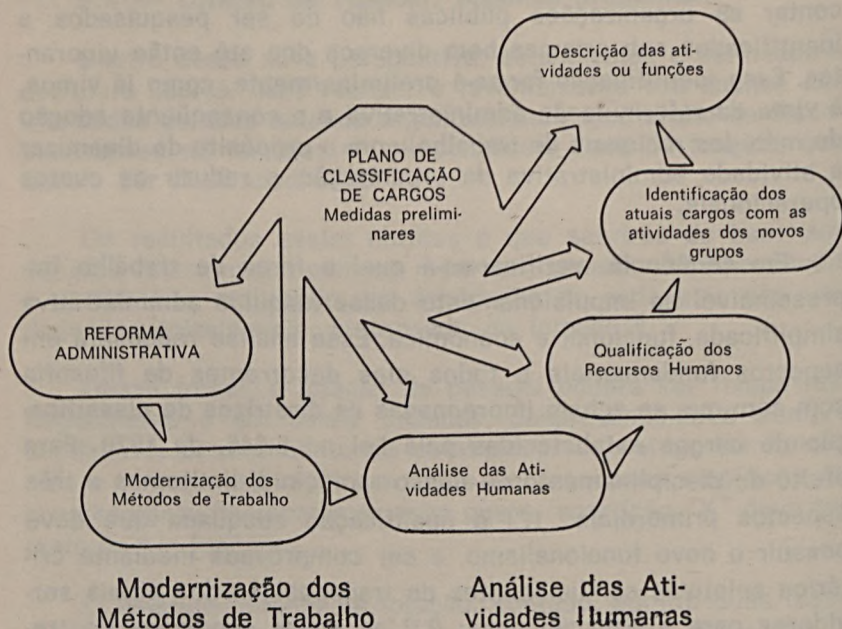 Descrição das ati-
vidades ou funções
PLANO DE
CLASSIFICAÇÃO
DE CARGOS
Medidas prelimi-
nares
Identificação dos
atuais cargos com as
atividades dos novos
grupos
REFORMA
ADMINISTRATIVA
Qualificação dos
Recursos Humanos
Modernização dos
Métodos de Trabalho
Análise das Ati-
vidades Humanas
Modernização dos
Métodos de Trabalho
Análise das Ati-
vidades Humanas